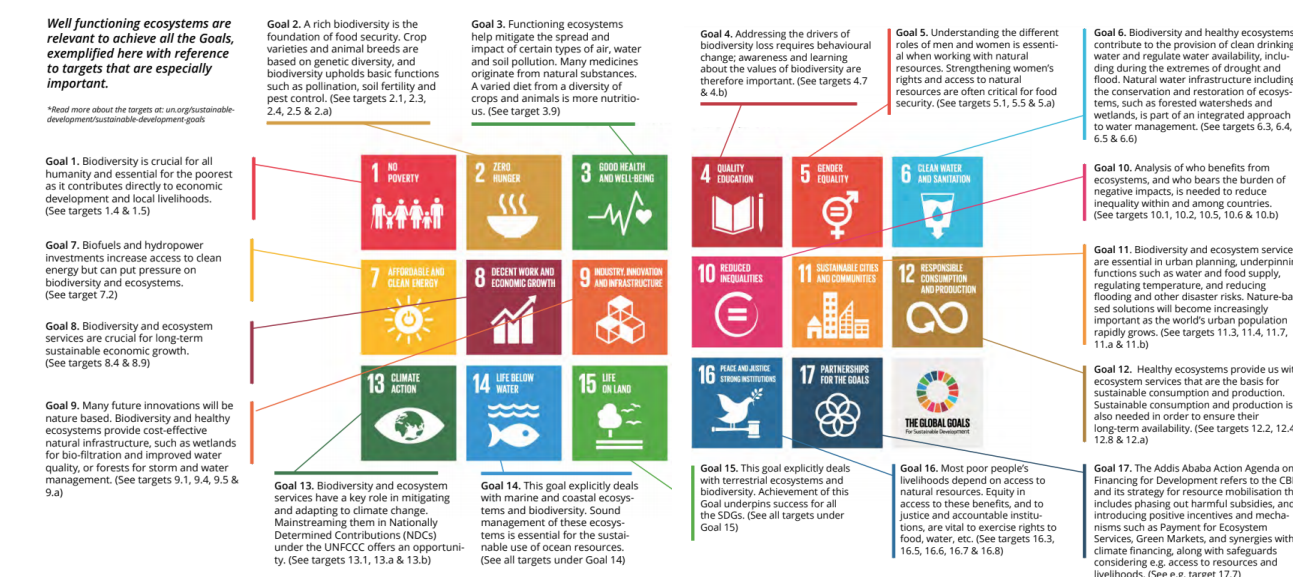 Well functioning ecosystems are
relevant to achieve all the Goals,
exemplified here with reference
to targets that are especially
important.
*Read more about the targets at: un.org/sustainable-
development/sustainable-development-goals
Goal 2. A rich biodiversity is the
foundation of food security. Crop
varieties and animal breeds are
based on genetic diversity, and
biodiversity upholds basic functions
such as pollination, soil fertility and
pest control. (See targets 2.1, 2.3,
2.4, 2.5 & 2.a)
Goal 3. Functioning ecosystems
help mitigate the spread and
impact of certain types of air, water
and soil pollution. Many medicines
originate from natural substances.
A varied diet from a diversity of
crops and animals is more nutritio-
us. (See target 3.9)
Goal 4. Addressing the drivers of
biodiversity loss requires behavioural
change; awareness and learning
about the values of biodiversity are
therefore important. (See targets 4.7
& 4.b)
Goal 5. Understanding the different
roles of men and women is essenti-
al when working with natural
resources. Strengthening women's
rights and access to natural
resources are often critical for food
security. (See targets 5.1, 5.5 & 5.a)
Goal 6. Biodiversity and healthy ecosystems
contribute to the provision of clean drinking
water and regulate water availability, inclu-
ding during the extremes of drought and
flood. Natural water infrastructure including
the conservation and restoration of ecosys-
tems, such as forested watersheds and
wetlands, is part of an integrated approach
to water management. (See targets 6.3, 6.4,
6.5 & 6.6)
Goal 1. Biodiversity is crucial for all
humanity and essential for the poorest
as it contributes directly to economic
development and local livelihoods.
(See targets 1.4 & 1.5)
Goal 7. Biofuels and hydropower
investments increase access to clean
energy but can put pressure on
biodiversity and ecosystems.
(See target 7.2)
Goal 8. Biodiversity and ecosystem
services are crucial for long-term
sustainable economic growth.
(See targets 8.4 & 8.9)
Goal 9. Many future innovations will be
nature based. Biodiversity and healthy
ecosystems provide cost-effective
natural infrastructure, such as wetlands
for bio-filtration and improved water
quality, or forests for storm and water
management. (See targets 9.1, 9.4, 9.5 &
9.a)
1 NO
POVERTY
2 ZERO
HUNGER
3 GOOD HEALTH
AND WELL-BEING
4 QUALITY
EDUCATION
5 GENDER
EQUALITY
6 CLEAN WATER
AND SANITATION
7 AFFORDABLE AND
CLEAN ENERGY
8 DECENT WORK AND
ECONOMIC GROWTH
9 INDUSTRY, INNOVATION
AND INFRASTRUCTURE
10 REDUCED
INEQUALITIES
11 SUSTAINABLE CITIES
AND COMMUNITIES
12 RESPONSIBLE
CONSUMPTION
AND PRODUCTION
13 CLIMATE
ACTION
14 LIFE BELOW
WATER
15 LIFE
ON LAND
16 PEACE AND JUSTICE
STRONG INSTITUTIONS
17 PARTNERSHIPS
FOR THE GOALS
THE GLOBAL GOALS
For Sustainable Development
Goal 10. Analysis of who benefits from
ecosystems, and who bears the burden of
negative impacts, is needed to reduce
inequality within and among countries.
(See targets 10.1, 10.2, 10.5, 10.6 & 10.b)
Goal 11. Biodiversity and ecosystem service
are essential in urban planning, underpinnin
functions such as water and food supply,
regulating temperature, and reducing
flooding and other disaster risks. Nature-ba
sed solutions will become increasingly
important as the world's urban population
rapidly grows. (See targets 11.3, 11.4, 11.7,
11.a & 11.b)
Goal 12. Healthy ecosystems provide us wit
ecosystem services that are the basis for
sustainable consumption and production.
Sustainable consumption and production is
also needed in order to ensure their
long-term availability. (See targets 12.2, 12.4
12.8 & 12.a)
Goal 13. Biodiversity and ecosystem
services have a key role in mitigating
and adapting to climate change.
Mainstreaming them in Nationally
Determined Contributions (NDCs)
under the UNFCCC offers an opportuni-
ty. (See targets 13.1, 13.a & 13.b)
Goal 14. This goal explicitly deals
with marine and coastal ecosys-
tems and biodiversity. Sound
management of these ecosys-
tems is essential for the sustai-
nable use of ocean resources.
(See all targets under Goal 14)
Goal 15. This goal explicitly deals
with terrestrial ecosystems and
biodiversity. Achievement of this
Goal underpins success for all
the SDGs. (See all targets under
Goal 15)
Goal 16. Most poor people's
livelihoods depend on access to
natural resources. Equity in
access to these benefits, and to
justice and accountable institu-
tions, are vital to exercise rights to
food, water, etc. (See targets 16.3,
16.5, 16.6, 16.7 & 16.8)
Goal 17. The Addis Ababa Action Agenda on
Financing for Development refers to the CB
and its strategy for resource mobilisation th
includes phasing out harmful subsidies, and
introducing positive incentives and mecha-
nisms such as Payment for Ecosystem
Services, Green Markets, and synergies with
climate financing, along with safeguards
considering e.g. access to resources and
livelihoods. (See e.g. target 17.7)